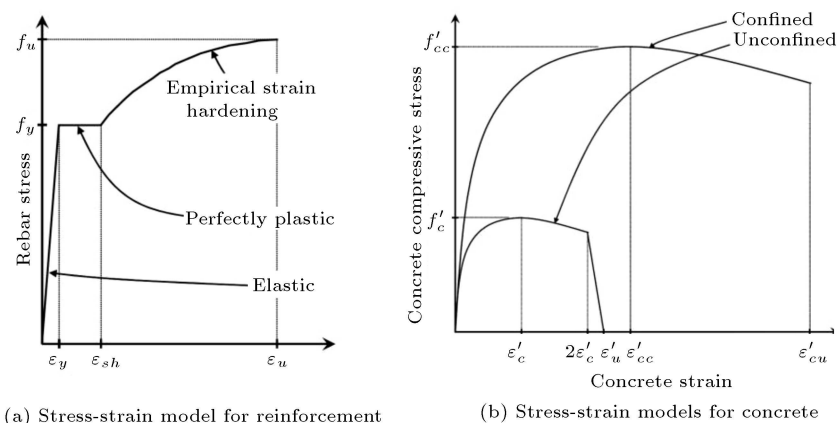 f_u
f_y
Rebar stress
Empirical strain
hardening
Perfectly plastic
Elastic
ε_y
ε_sh
ε_u
(a) Stress-strain model for reinforcement
Confined
Unconfined
f'_cc
f'_c
Concrete compressive stress
ε'_c
2ε'_c
ε'_u
ε'_cc
ε'_cu
Concrete strain
(b) Stress-strain models for concrete